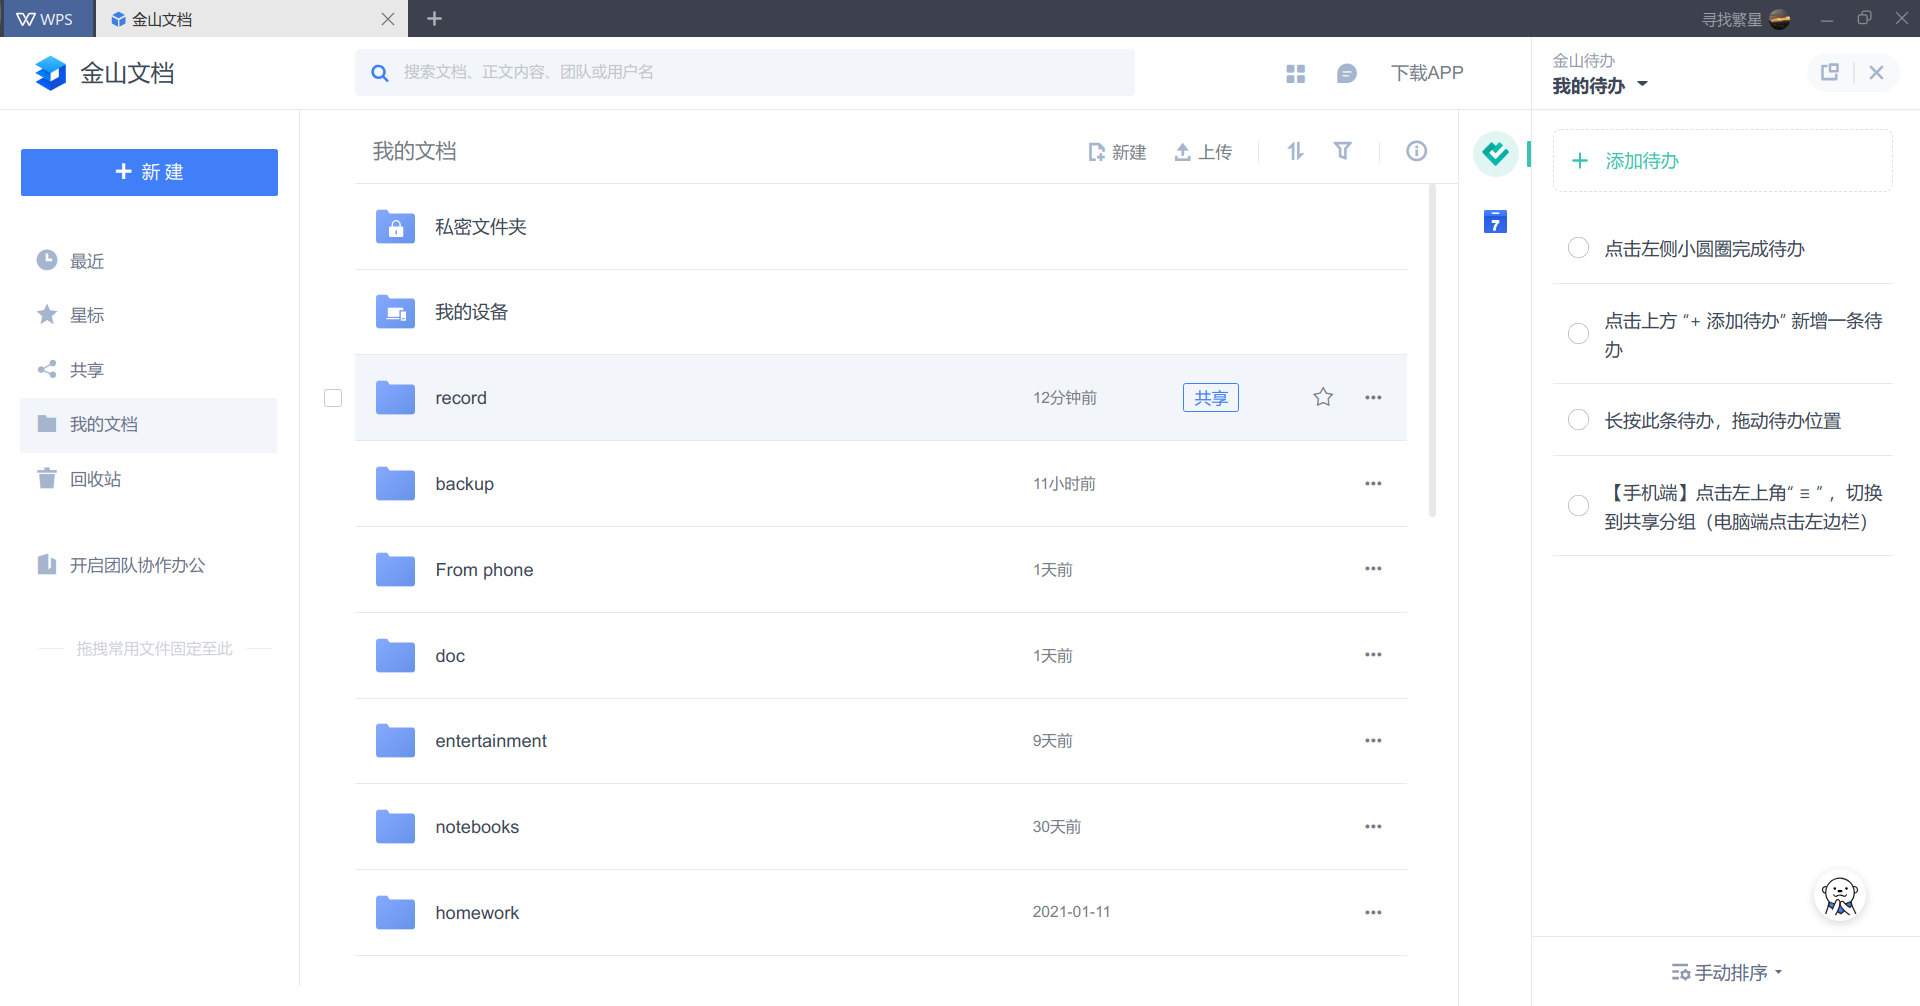 WPS
金山文档
寻找繁星
金山文档
搜索文档、正文内容、团队或用户名
下载APP
金山待办
我的待办
新建
最近
星标
共享
我的文档
回收站
开启团队协作办公
拖拽常用文件固定至此
我的文档
新建
上传
私密文件夹
我的设备
record 12分钟前 共享
backup 11小时前
From phone 1天前
doc 1天前
entertainment 9天前
notebooks 30天前
homework 2021-01-11
7
+ 添加待办
点击左侧小圆圈完成待办
点击上方 “+ 添加待办” 新增一条待
办
长按此条待办，拖动待办位置
【手机端】点击左上角“ ≡ ” ，切换
到共享分组（电脑端点击左边栏）
手动排序